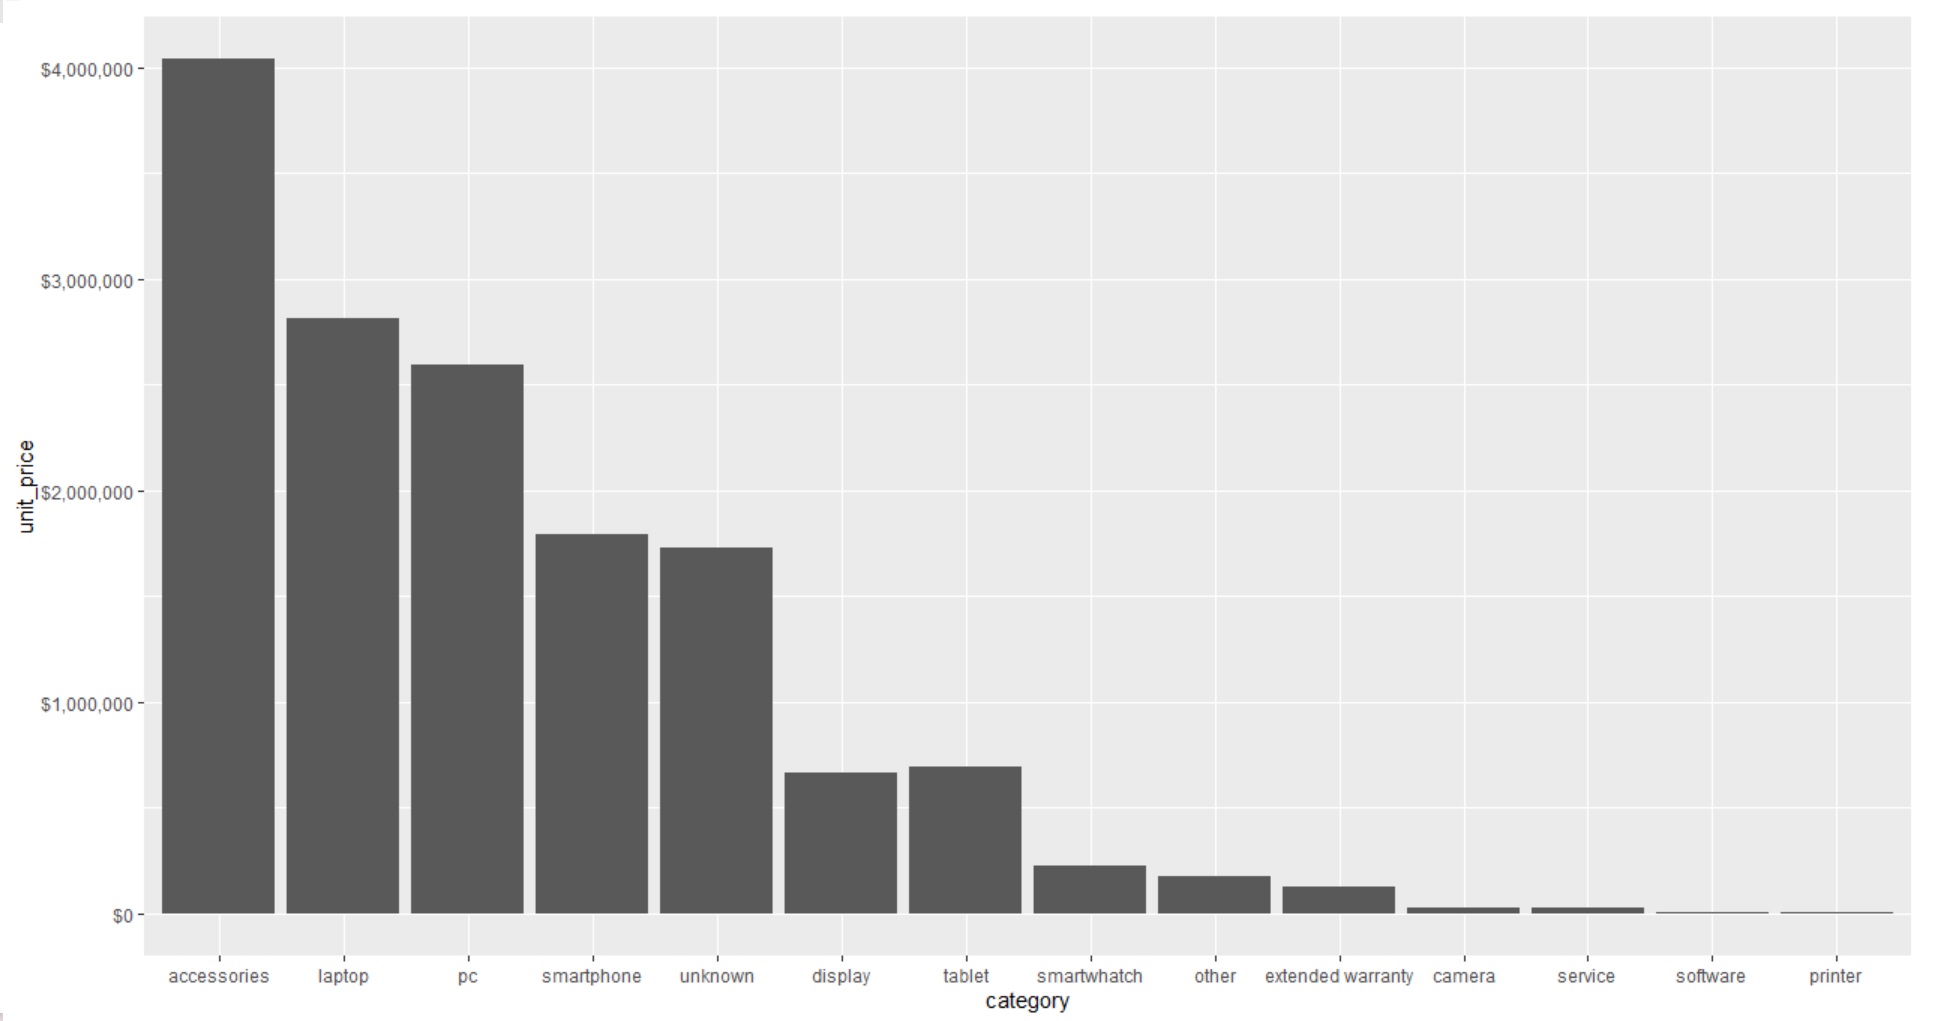 $4,000,000
$3,000,000
$2,000,000
$1,000,000
$0
unit_price
accessories laptop pc smartphone unknown display tablet smartwhatch other extended warranty camera service software printer
category